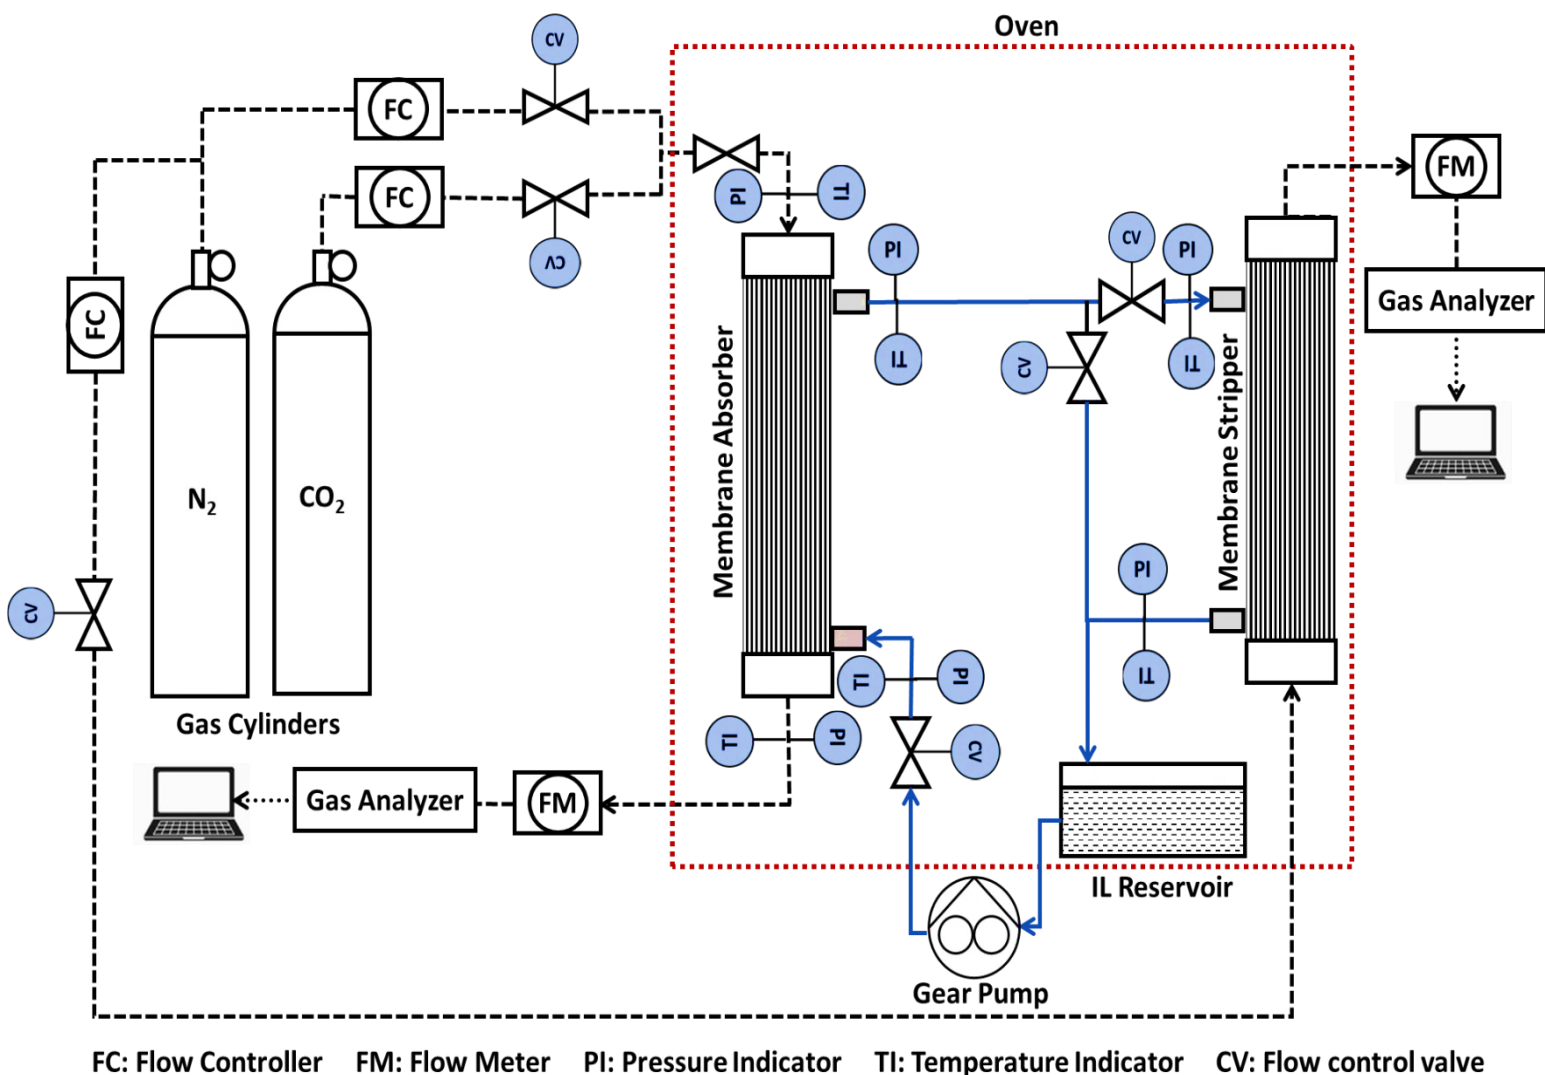 Oven
CV
FC
FM
FC
PI
TI
CV
PI
CV
PI
Gas Analyzer
FC
TI
CV
TI
Membrane Absorber
Membrane Stripper
N2
CO2
PI
CV
TI
PI
TI
Gas Cylinders
TI
PI
CV
Gas Analyzer
FM
IL Reservoir
Gear Pump
FC: Flow Controller FM: Flow Meter PI: Pressure Indicator TI: Temperature Indicator CV: Flow control valve